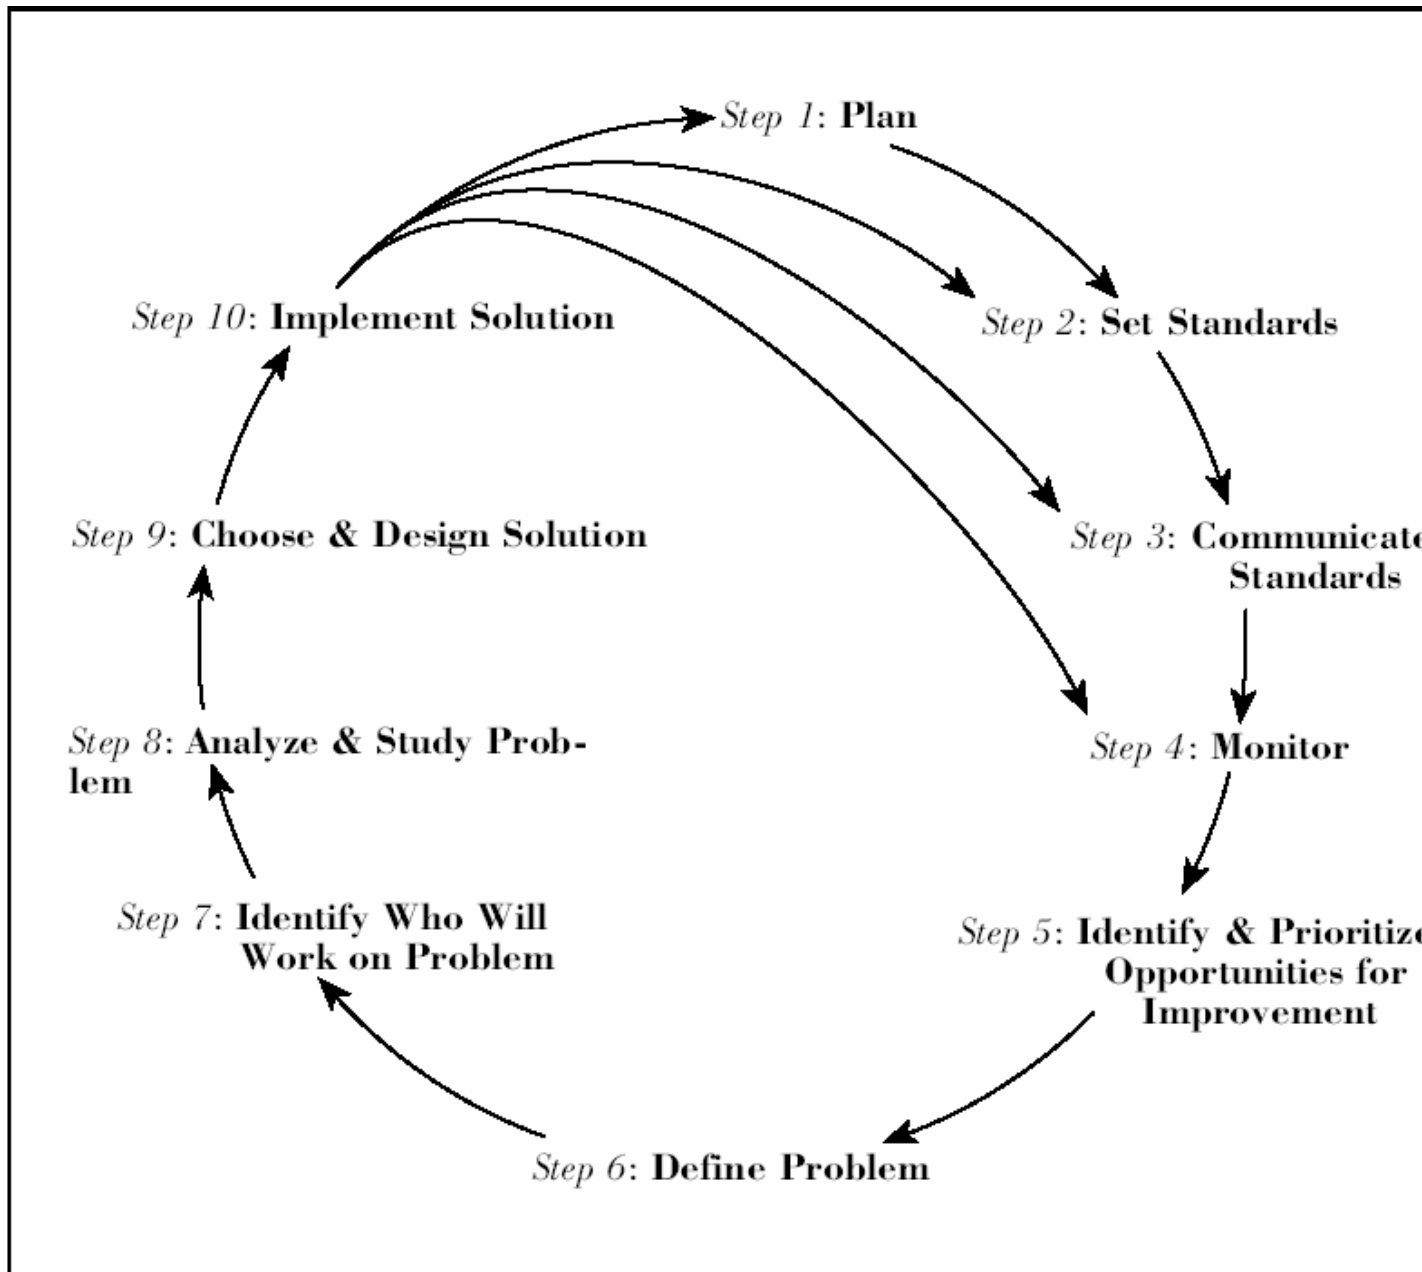 Step 1: Plan
Step 2: Set Standards
Step 3: Communicate
Standards
Step 4: Monitor
Step 5: Identify & Prioritize
Opportunities for
Improvement
Step 6: Define Problem
Step 7: Identify Who Will
Work on Problem
Step 8: Analyze & Study Prob-
lem
Step 9: Choose & Design Solution
Step 10: Implement Solution